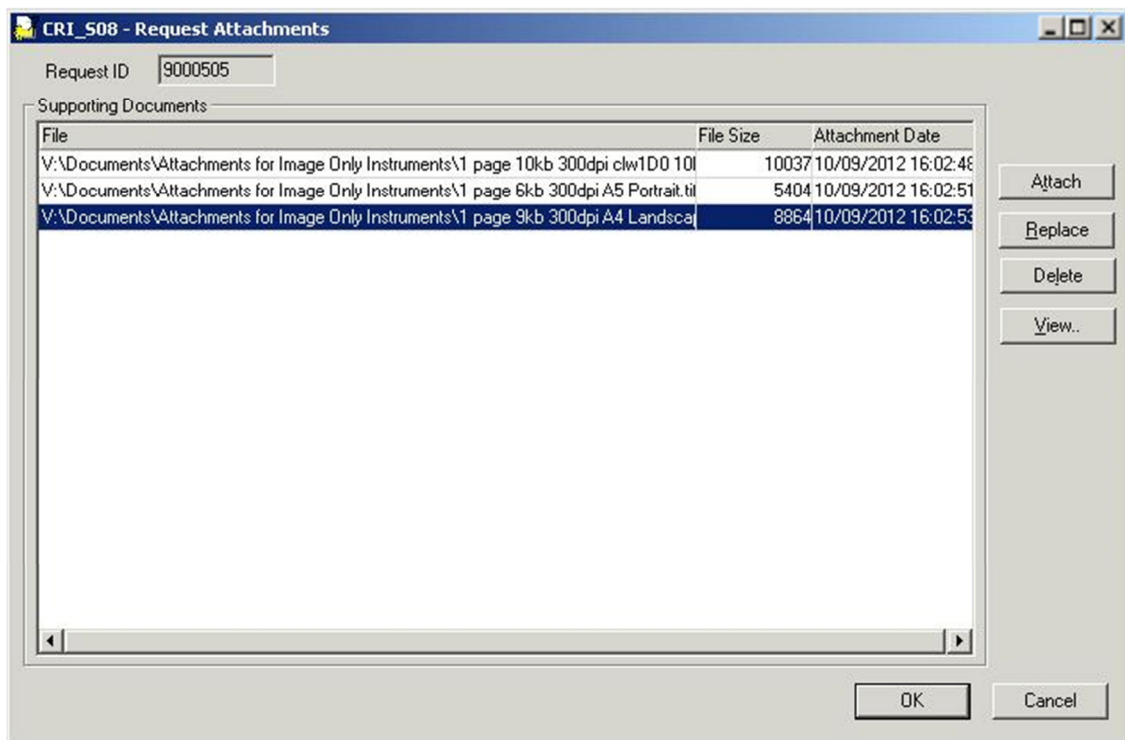 CRI_S08 - Request Attachments
Request ID 9000505
Supporting Documents
File File Size Attachment Date
V:\Documents\Attachments for Image Only Instruments\1 page 10kb 300dpi clw1D0 10 10037 10/09/2012 16:02:48
V:\Documents\Attachments for Image Only Instruments\1 page 6kb 300dpi A5 Portrait.ti 5404 10/09/2012 16:02:51
V:\Documents\Attachments for Image Only Instruments\1 page 9kb 300dpi A4 Landsca 8864 10/09/2012 16:02:53
Attach
Replace
Delete
View..
OK Cancel